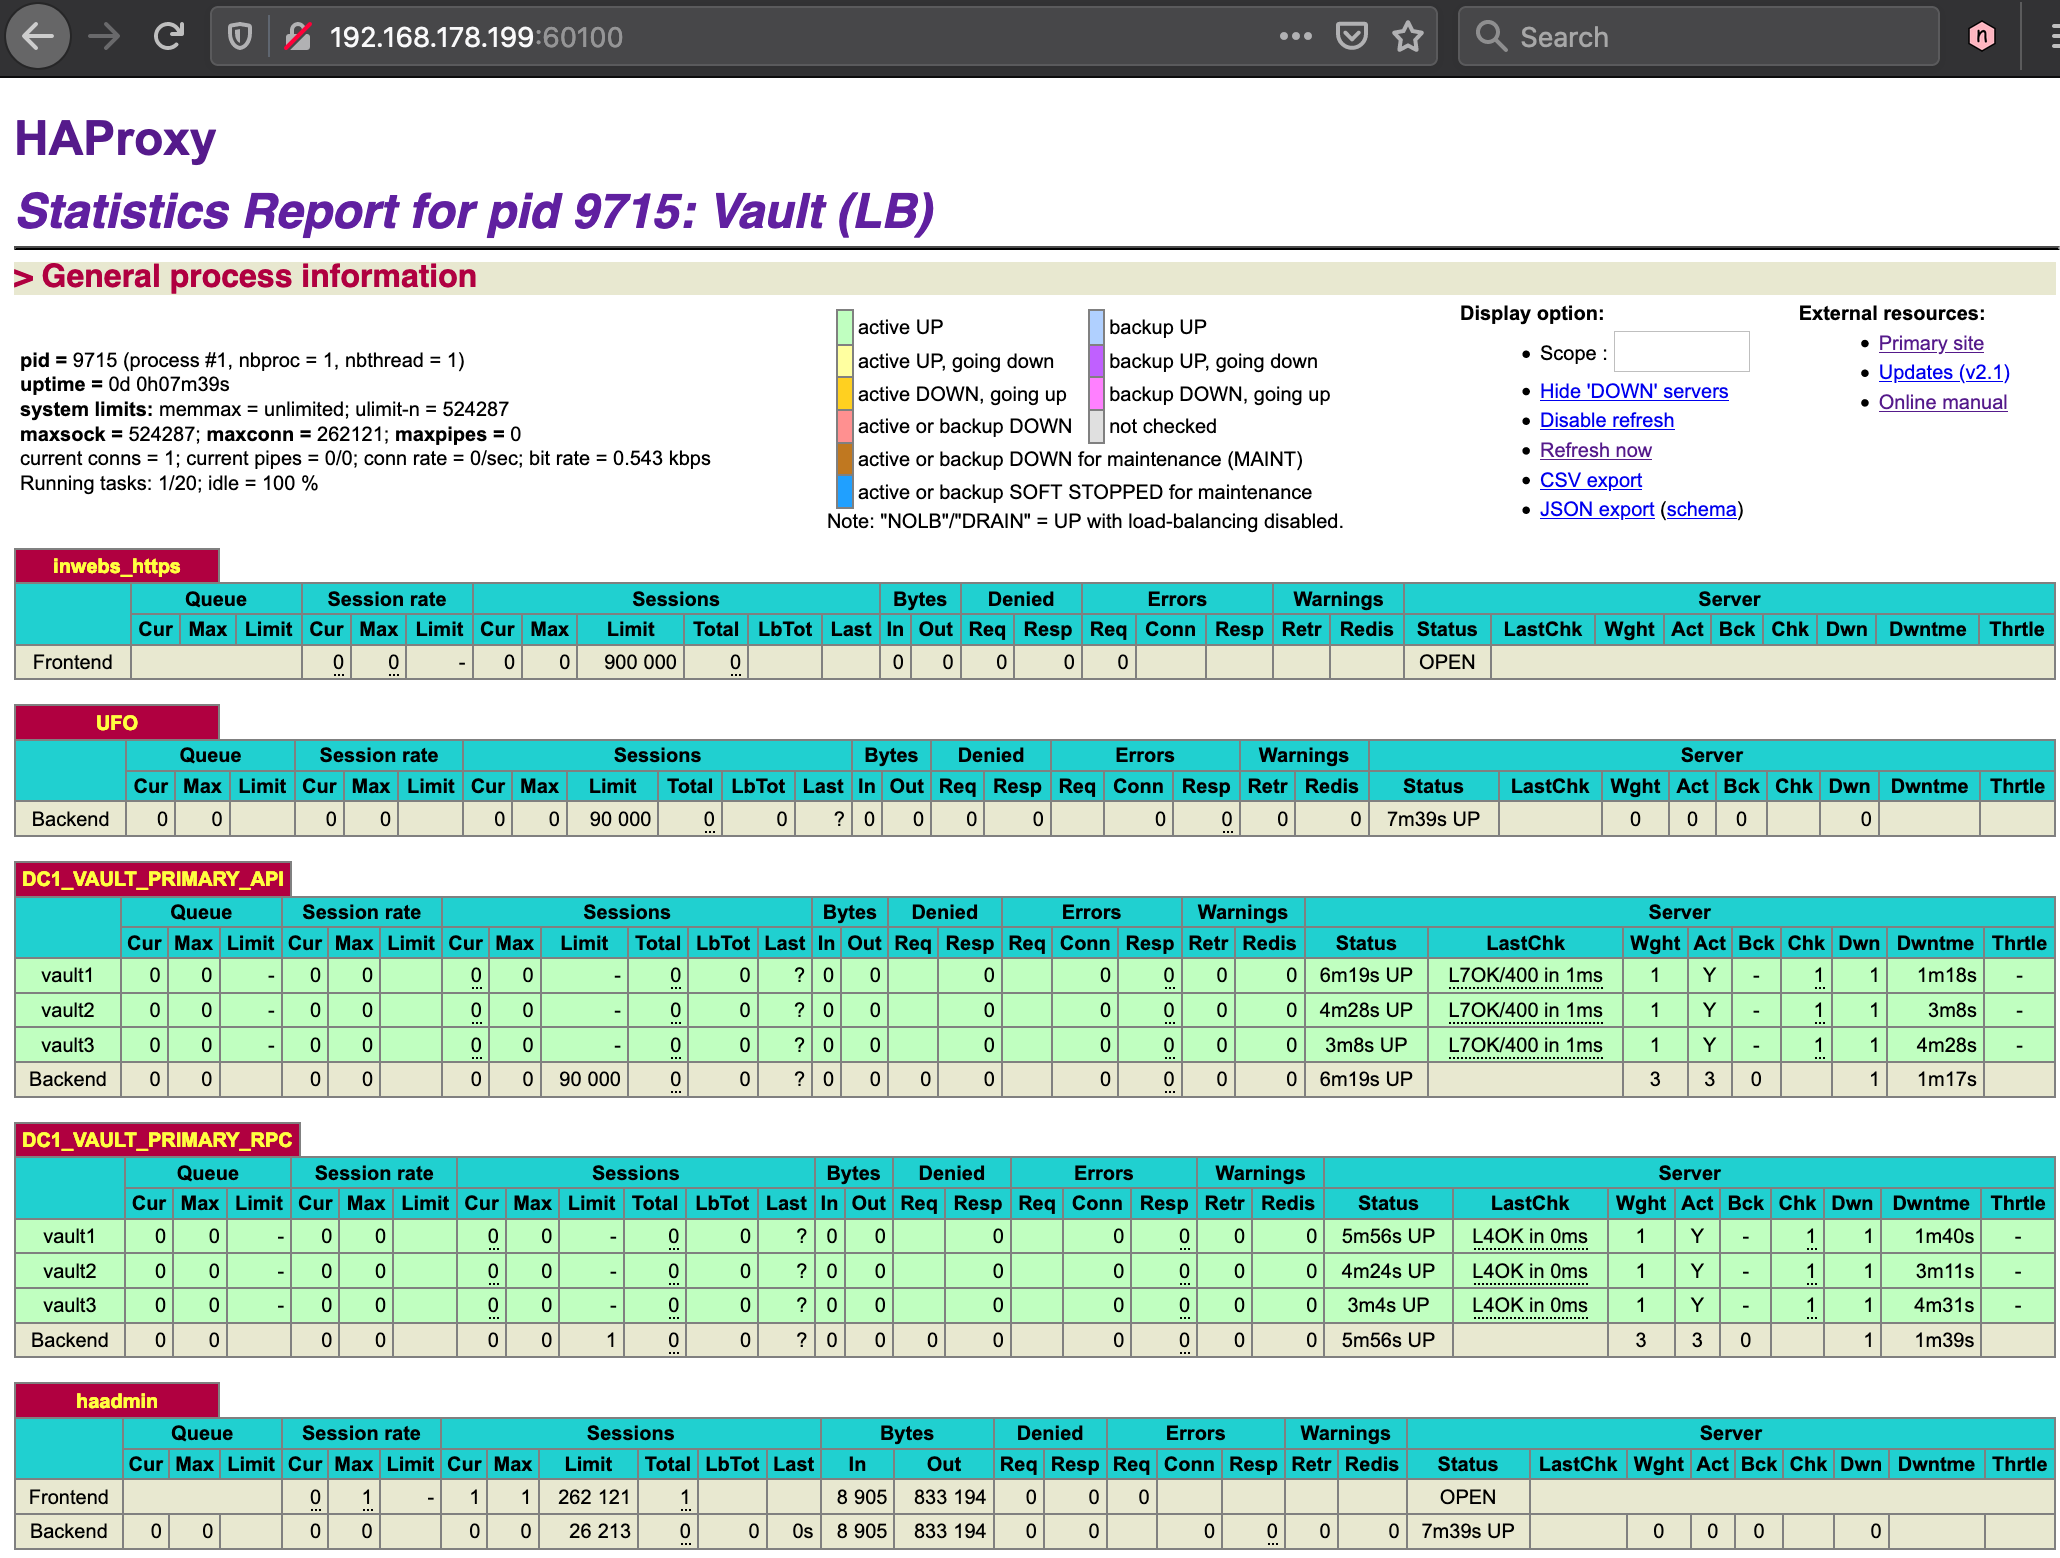 192.168.178.199:60100
Search
n
HAProxy
Statistics Report for pid 9715: Vault (LB)
> General process information
pid = 9715 (process #1, nbproc = 1, nbthread = 1)
uptime = 0d 0h07m39s
system limits: memmax = unlimited; ulimit-n = 524287
maxsock = 524287; maxconn = 262121; maxpipes = 0
current conns = 1; current pipes = 0/0; conn rate = 0/sec; bit rate = 0.543 kbps
Running tasks: 1/20; idle = 100 %
active UP backup UP
active UP, going down backup UP, going down
active DOWN, going up backup DOWN, going up
active or backup DOWN not checked
active or backup DOWN for maintenance (MAINT)
active or backup SOFT STOPPED for maintenance
Note: "NOLB"/"DRAIN" = UP with load-balancing disabled.
Display option:
• Scope :
• Hide 'DOWN' servers
• Disable refresh
• Refresh now
• CSV export
• JSON export (schema)
External resources:
• Primary site
• Updates (v2.1)
• Online manual
inwebs_https
Queue Session rate Sessions Bytes Denied Errors Warnings Server
Cur Max Limit Cur Max Limit Cur Max Limit Total LbTot Last In Out Req Resp Req Conn Resp Retr Redis Status LastChk Wght Act Bck Chk Dwn Dwntme Thrtle
Frontend 0 0 - 0 0 900 000 0 0 0 0 0 0 OPEN
UFO
Queue Session rate Sessions Bytes Denied Errors Warnings Server
Cur Max Limit Cur Max Limit Cur Max Limit Total LbTot Last In Out Req Resp Req Conn Resp Retr Redis Status LastChk Wght Act Bck Chk Dwn Dwntme Thrtle
Backend 0 0 0 0 0 0 90 000 0 0 ? 0 0 0 0 0 0 0 0 7m39s UP 0 0 0 0
DC1_VAULT_PRIMARY_API
Queue Session rate Sessions Bytes Denied Errors Warnings Server
Cur Max Limit Cur Max Limit Cur Max Limit Total LbTot Last In Out Req Resp Req Conn Resp Retr Redis Status LastChk Wght Act Bck Chk Dwn Dwntme Thrtle
vault1 0 0 - 0 0 0 0 - 0 0 ? 0 0 0 0 0 0 0 6m19s UP L7OK/400 in 1ms 1 Y - 1 1 1m18s -
vault2 0 0 - 0 0 0 0 - 0 0 ? 0 0 0 0 0 0 0 4m28s UP L7OK/400 in 1ms 1 Y - 1 1 3m8s -
vault3 0 0 - 0 0 0 0 - 0 0 ? 0 0 0 0 0 0 0 3m8s UP L7OK/400 in 1ms 1 Y - 1 1 4m28s -
Backend 0 0 0 0 0 0 90 000 0 0 ? 0 0 0 0 0 0 0 0 6m19s UP 3 3 0 1 1m17s
DC1_VAULT_PRIMARY_RPC
Queue Session rate Sessions Bytes Denied Errors Warnings Server
Cur Max Limit Cur Max Limit Cur Max Limit Total LbTot Last In Out Req Resp Req Conn Resp Retr Redis Status LastChk Wght Act Bck Chk Dwn Dwntme Thrtle
vault1 0 0 - 0 0 0 0 - 0 0 ? 0 0 0 0 0 0 0 5m56s UP L4OK in 0ms 1 Y - 1 1 1m40s -
vault2 0 0 - 0 0 0 0 - 0 0 ? 0 0 0 0 0 0 0 4m24s UP L4OK in 0ms 1 Y - 1 1 3m11s -
vault3 0 0 - 0 0 0 0 - 0 0 ? 0 0 0 0 0 0 0 3m4s UP L4OK in 0ms 1 Y - 1 1 4m31s -
Backend 0 0 0 0 0 0 1 0 0 ? 0 0 0 0 0 0 0 0 5m56s UP 3 3 0 1 1m39s
haadmin
Queue Session rate Sessions Bytes Denied Errors Warnings Server
Cur Max Limit Cur Max Limit Cur Max Limit Total LbTot Last In Out Req Resp Req Conn Resp Retr Redis Status LastChk Wght Act Bck Chk Dwn Dwntme Thrtle
Frontend 0 1 - 1 1 262 121 1 8 905 833 194 0 0 0 OPEN
Backend 0 0 0 0 0 0 26 213 0 0 0s 8 905 833 194 0 0 0 0 0 0 7m39s UP 0 0 0 0